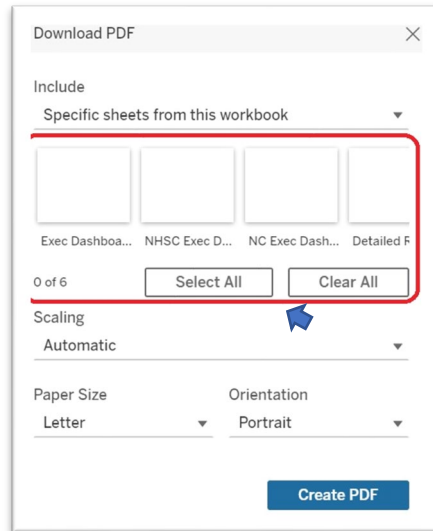 Download PDF
Include
Specific sheets from this workbook
Exec Dashboa... NHSC Exec D... NC Exec Dash... Detailed R
0 of 6 Select All Clear All
Scaling
Automatic
Paper Size Orientation
Letter Portrait
Create PDF